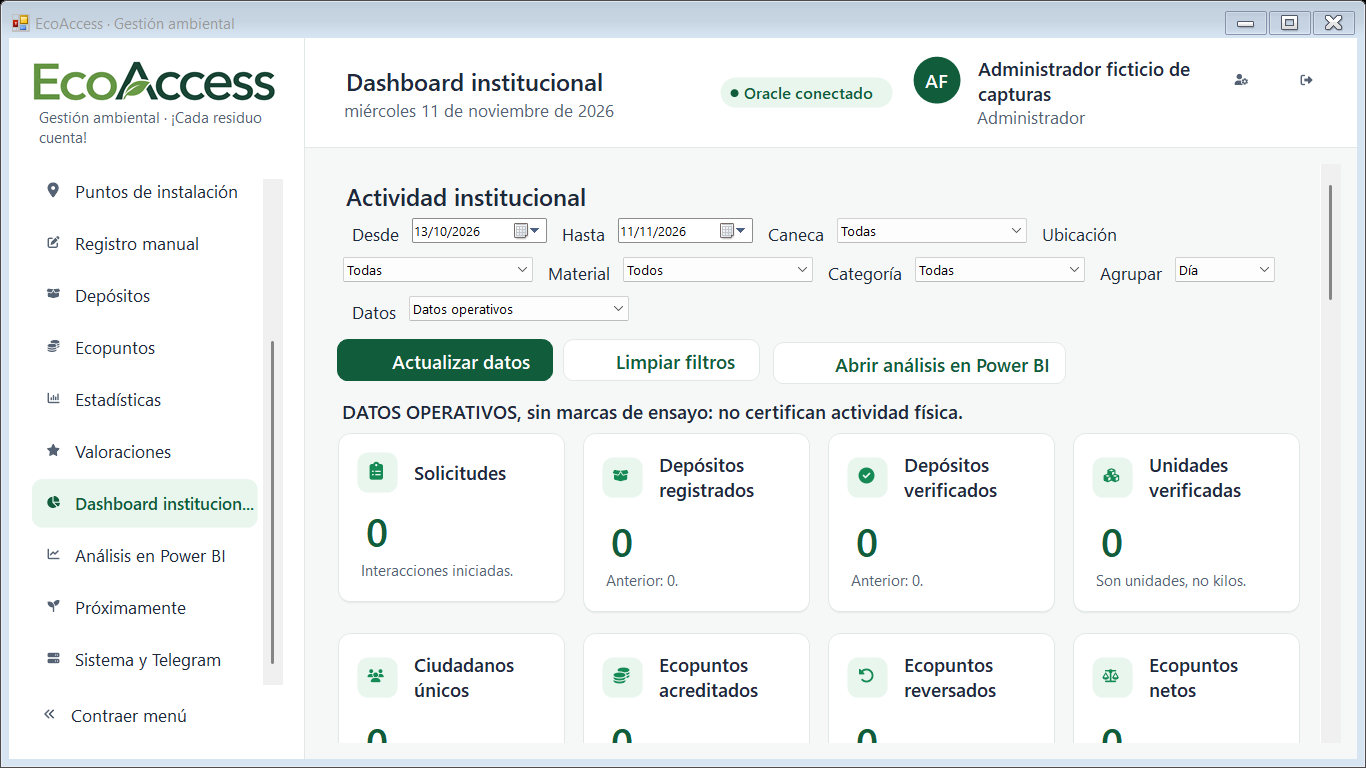 EcoAccess · Gestión ambiental
EcoAccess
Gestión ambiental · ¡Cada residuo
cuenta!
Puntos de instalación
Registro manual
Depósitos
Ecopuntos
Estadísticas
Valoraciones
Dashboard institucion...
Análisis en Power BI
Próximamente
Sistema y Telegram
Contraer menú
Dashboard institucional
miércoles 11 de noviembre de 2026
Oracle conectado
AF
Administrador ficticio de
capturas
Administrador
Actividad institucional
Desde 13/10/2026 Hasta 11/11/2026 Caneca Todas Ubicación
Todas Material Todos Categoría Todas Agrupar Día
Datos Datos operativos
Actualizar datos Limpiar filtros Abrir análisis en Power BI
DATOS OPERATIVOS, sin marcas de ensayo: no certifican actividad física.
Solicitudes
0
Interacciones iniciadas.
Depósitos
registrados
0
Anterior: 0.
Depósitos
verificados
0
Anterior: 0.
Unidades
verificadas
0
Son unidades, no kilos.
Ciudadanos
únicos
0
Ecopuntos
acreditados
0
Ecopuntos
reversados
0
Ecopuntos
netos
0